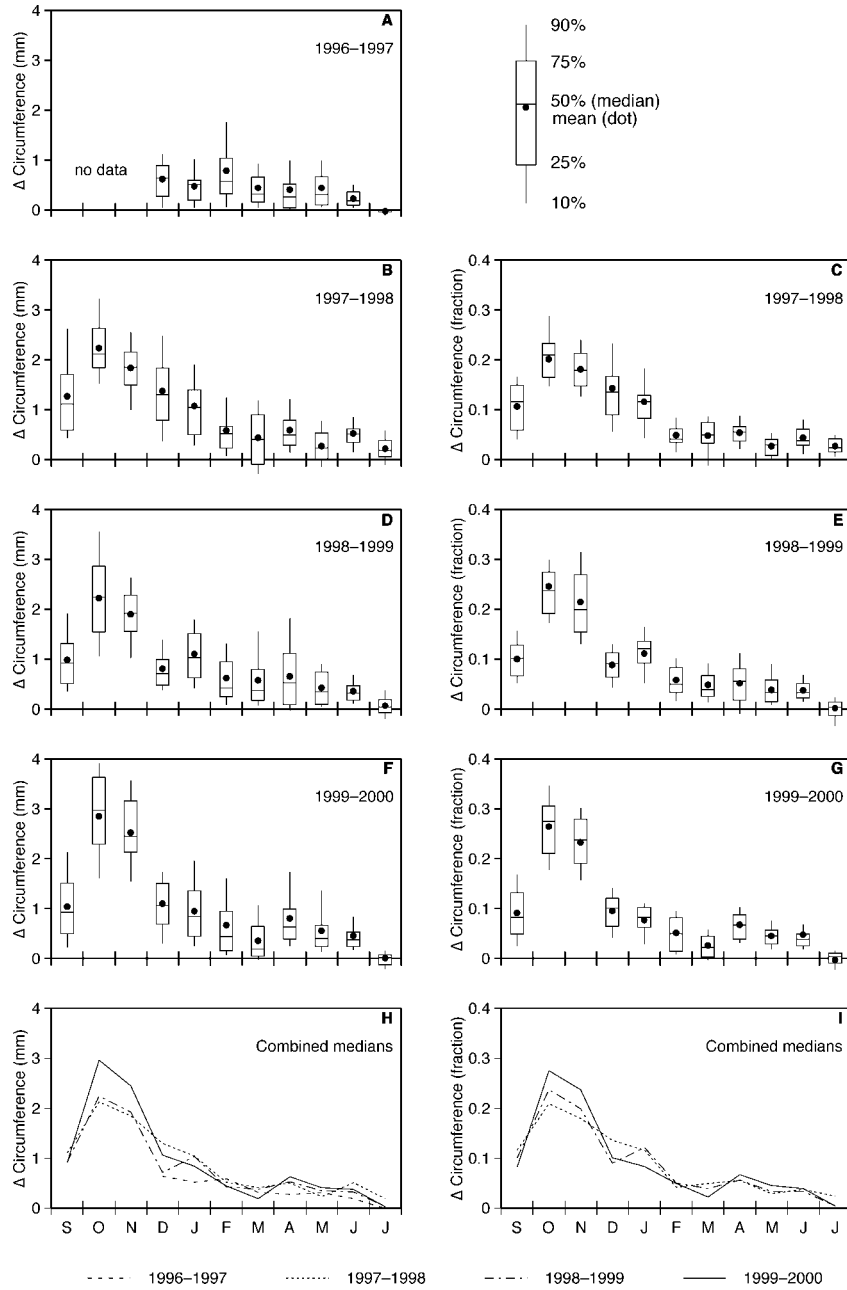 A
1996–1997
Δ Circumference (mm)
4
3
2
1
0
no data
90%
75%
50% (median)
mean (dot)
25%
10%
B
1997–1998
Δ Circumference (mm)
4
3
2
1
0
C
1997–1998
Δ Circumference (fraction)
0.4
0.3
0.2
0.1
0
D
1998–1999
Δ Circumference (mm)
4
3
2
1
0
E
1998–1999
Δ Circumference (fraction)
0.4
0.3
0.2
0.1
0
F
1999–2000
Δ Circumference (mm)
4
3
2
1
0
G
1999–2000
Δ Circumference (fraction)
0.4
0.3
0.2
0.1
0
H
Combined medians
Δ Circumference (mm)
4
3
2
1
0
S O N D J F M A M J J
I
Combined medians
Δ Circumference (fraction)
0.4
0.3
0.2
0.1
0
S O N D J F M A M J J
1996–1997 1997–1998 1998–1999 1999–2000